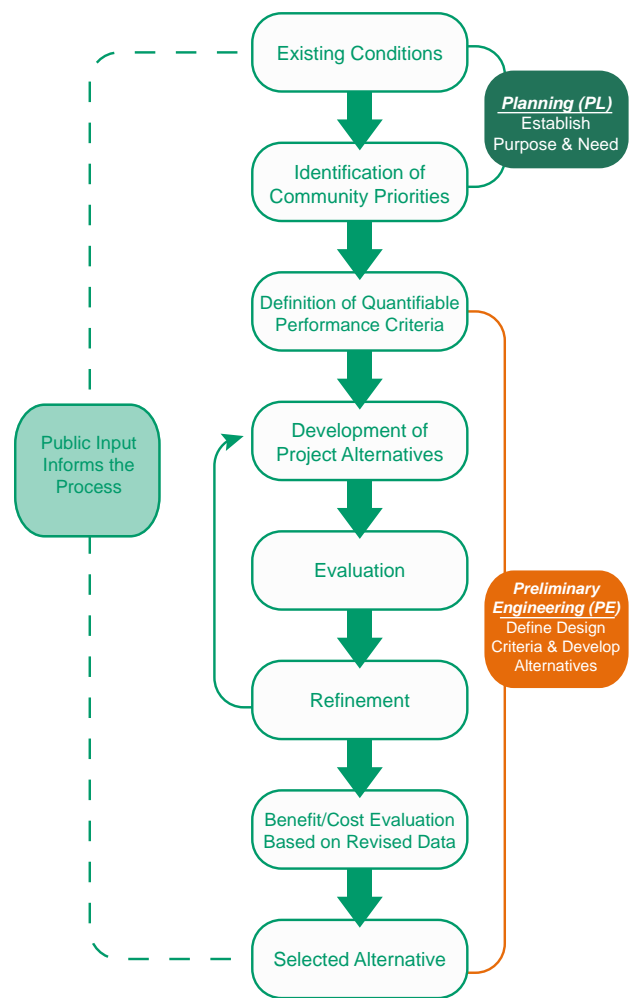 Existing Conditions
Planning (PL)
Establish
Purpose & Need
Identification of
Community Priorities
Definition of Quantifiable
Performance Criteria
Development of
Project Alternatives
Public Input
Informs the
Process
Evaluation
Preliminary
Engineering (PE)
Define Design
Criteria & Develop
Alternatives
Refinement
Benefit/Cost Evaluation
Based on Revised Data
Selected Alternative